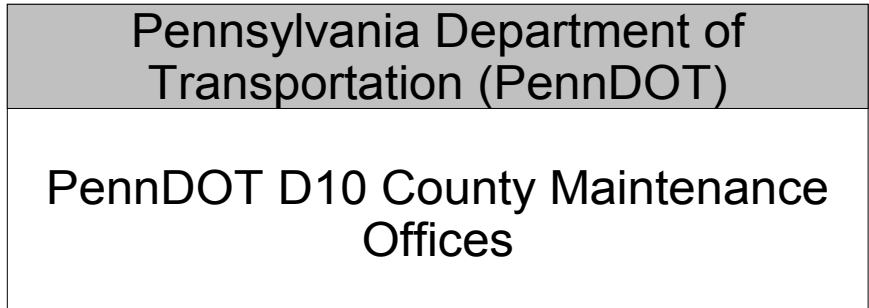 Pennsylvania Department of
Transportation (PennDOT)
PennDOT D10 County Maintenance
Offices